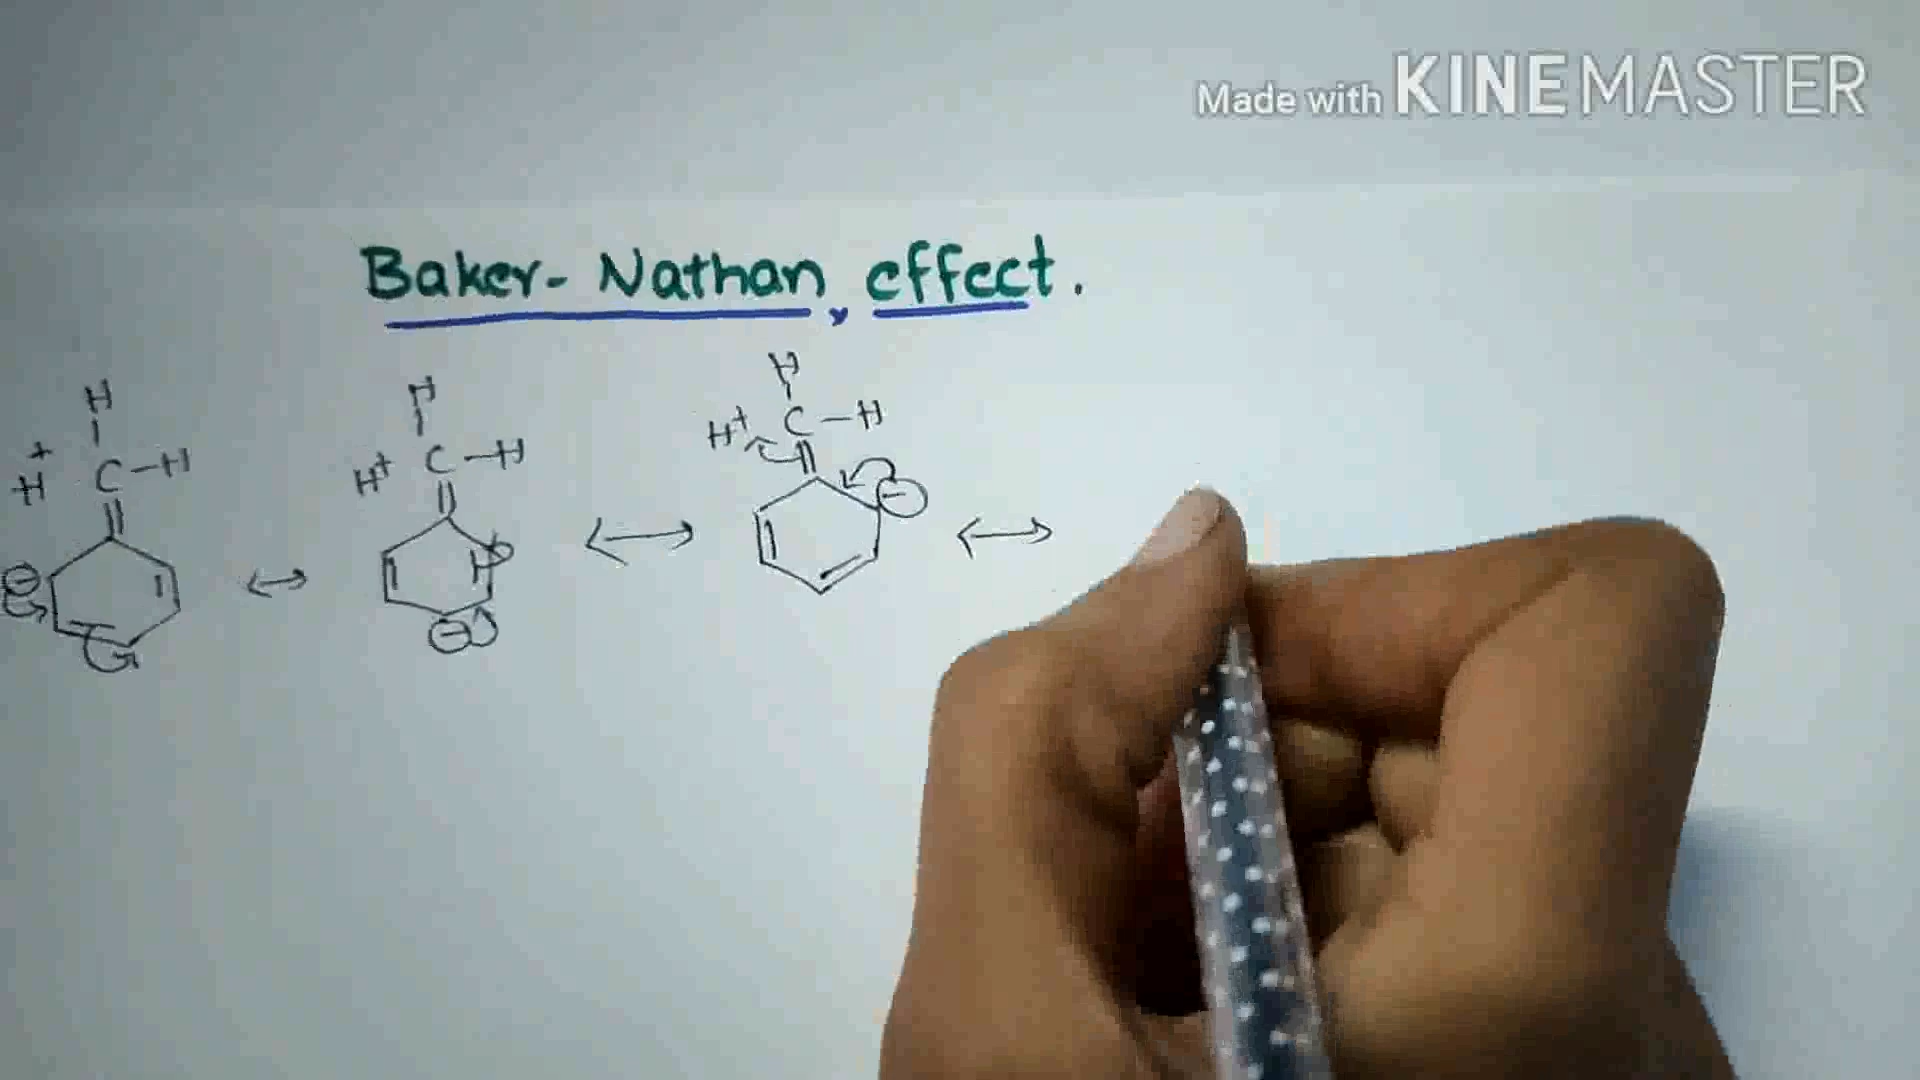 Made with KINEMASTER
Baker-Nathan effect.
H H H
H+ C-H H+ C-H H+ C-H